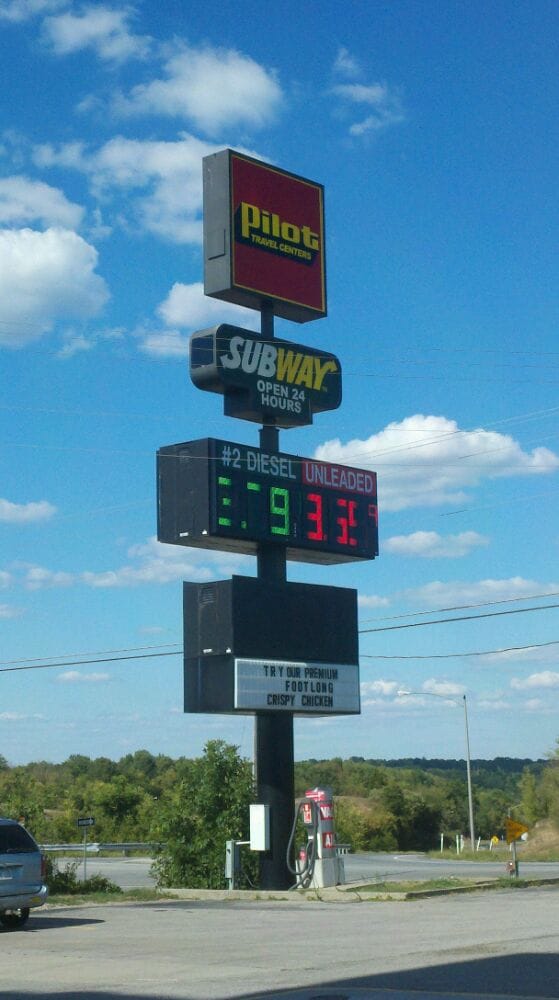 Pilot
TRAVEL CENTERS
SUBWAY
OPEN 24
HOURS
#2 DIESEL UNLEADED
TRY OUR PREMIUM
FOOTLONG
CRISPY CHICKEN